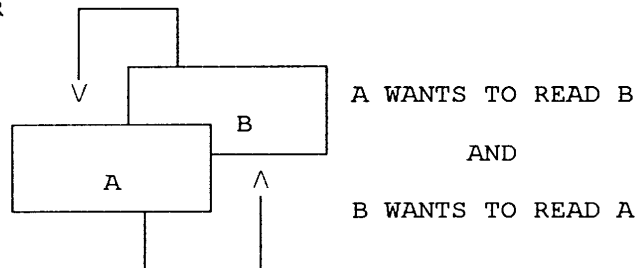 R
A WANTS TO READ B
B
AND
A
B WANTS TO READ A